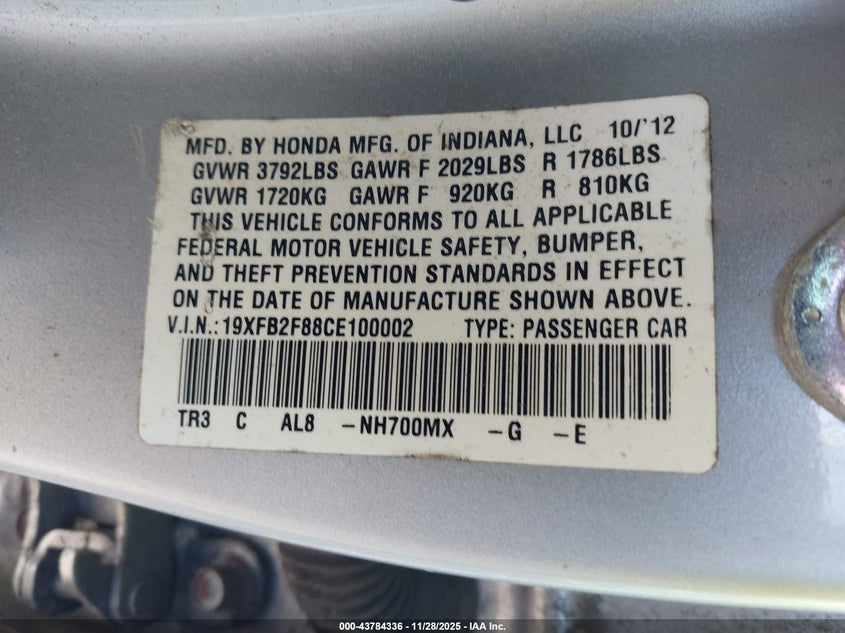 MFD. BY HONDA MFG. OF INDIANA, LLC 10/'12
GVWR 3792LBS GAWR F 2029LBS R 1786LBS
GVWR 1720KG GAWR F 920KG R 810KG
THIS VEHICLE CONFORMS TO ALL APPLICABLE
FEDERAL MOTOR VEHICLE SAFETY, BUMPER,
AND THEFT PREVENTION STANDARDS IN EFFECT
ON THE DATE OF MANUFACTURE SHOWN ABOVE.
V.I.N.:19XFB2F88CE100002 TYPE: PASSENGER CAR
TR3 C AL8 -NH700MX -G -E
000-43784336 | 11/28/2025 - IAA Inc.